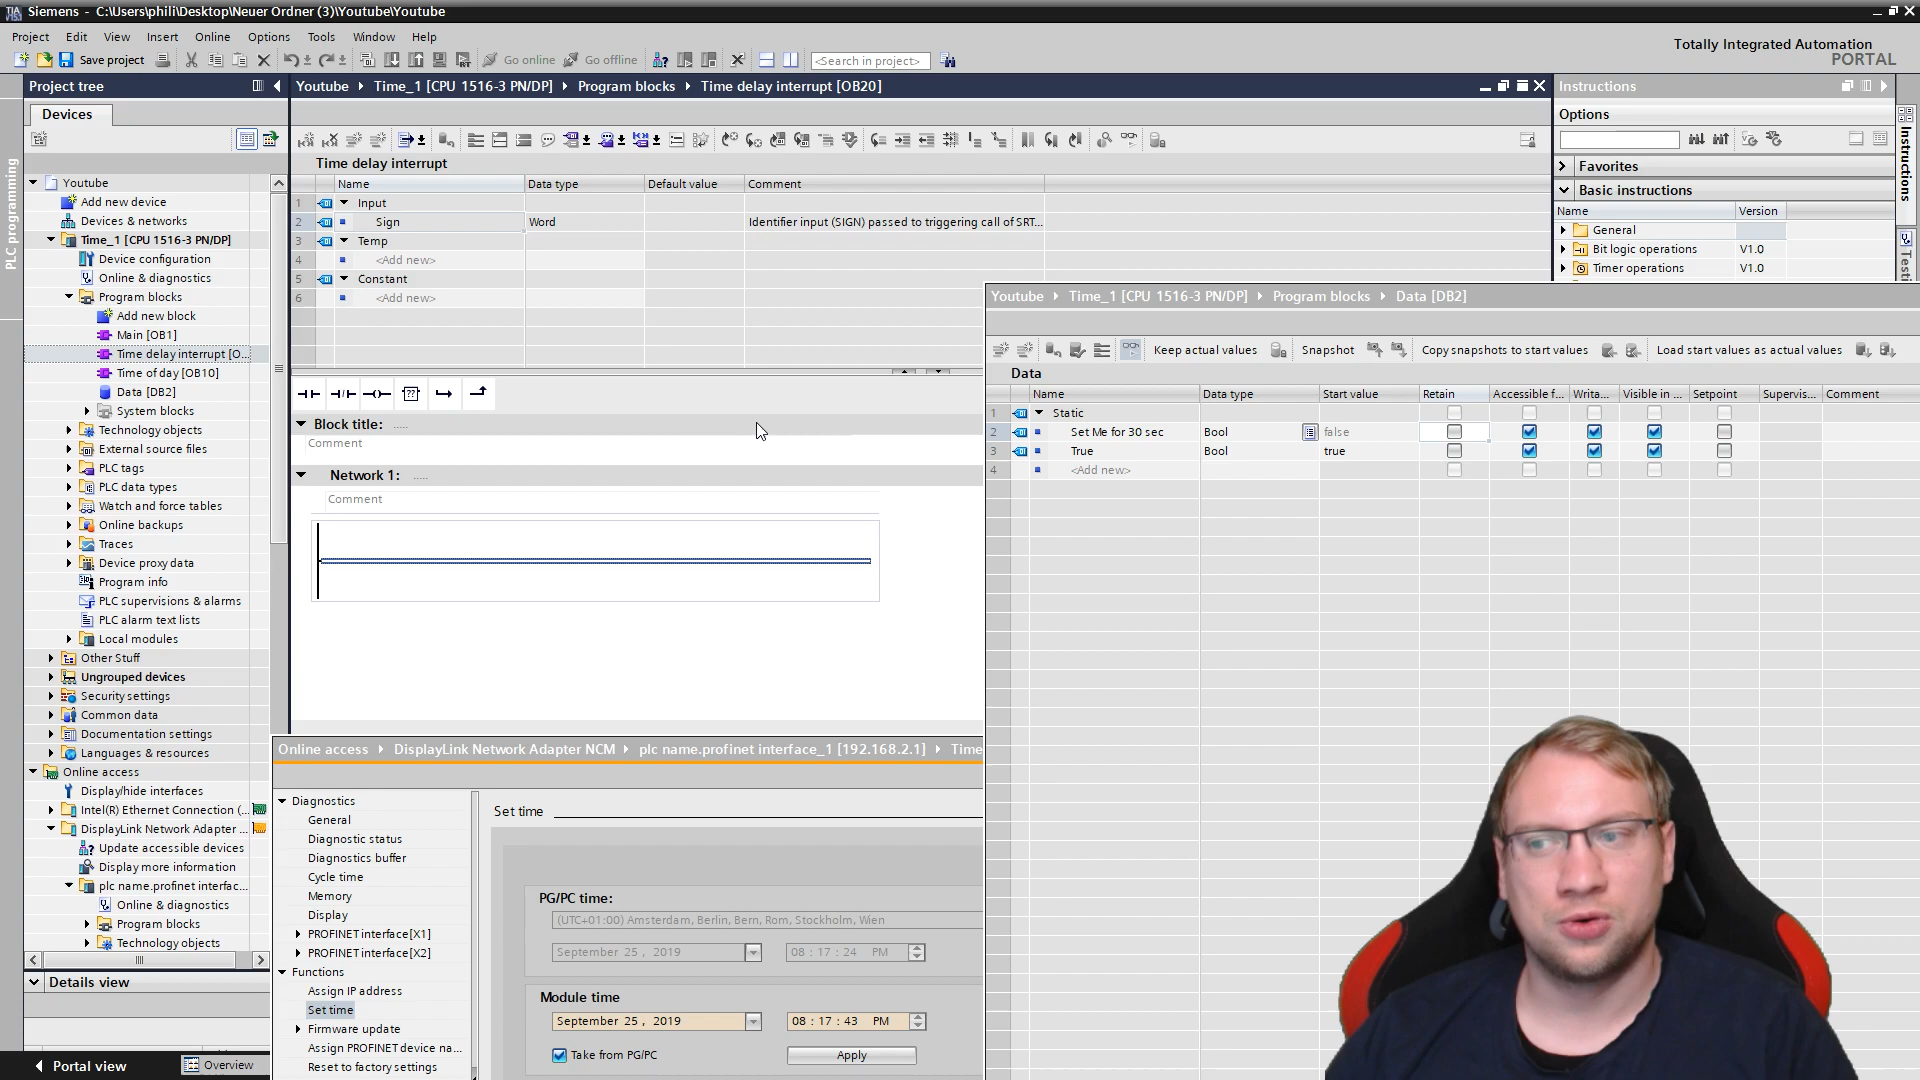 Siemens  -  C:\Users\phili\Desktop\Neuer Ordner (3)\Youtube\Youtube
Project Edit View Insert Online Options Tools Window Help
Totally Integrated Automation
PORTAL
Save project
Go online
Go offline
<Search in project>
Project tree
Youtube Time_1 [CPU 1516-3 PN/DP] Program blocks Time delay interrupt [OB20]
Instructions
Devices
Options
Time delay interrupt
Name Data type Default value Comment
1 Input
2 Sign Word Identifier input (SIGN) passed to triggering call of SRT...
3 Temp
4 <Add new>
5 Constant
6 <Add new>
Favorites
Basic instructions
Name Version
General
Bit logic operations V1.0
Timer operations V1.0
Instructions
Testi
PLC programming
Youtube
Add new device
Devices & networks
Time_1 [CPU 1516-3 PN/DP]
Device configuration
Online & diagnostics
Program blocks
Add new block
Main [OB1]
Time delay interrupt [O...
Time of day [OB10]
Data [DB2]
System blocks
Technology objects
External source files
PLC tags
PLC data types
Watch and force tables
Online backups
Traces
Device proxy data
Program info
PLC supervisions & alarms
PLC alarm text lists
Local modules
Other Stuff
Ungrouped devices
Security settings
Common data
Documentation settings
Languages & resources
Online access
Display/hide interfaces
Intel(R) Ethernet Connection (...
DisplayLink Network Adapter ...
Update accessible devices
Display more information
plc name.profinet interfac...
Online & diagnostics
Program blocks
Technology objects
Details view
Portal view
Overview
??
Block title: .....
Comment
Network 1: .....
Comment
Youtube Time_1 [CPU 1516-3 PN/DP] Program blocks Data [DB2]
Keep actual values Snapshot Copy snapshots to start values Load start values as actual values
Data
Name Data type Start value Retain Accessible f... Writa... Visible in ... Setpoint Supervis... Comment
1 Static
2 Set Me for 30 sec Bool false
3 True Bool true
4 <Add new>
Online access DisplayLink Network Adapter NCM plc name.profinet interface_1 [192.168.2.1] Time
Diagnostics
General
Diagnostic status
Diagnostics buffer
Cycle time
Memory
Display
PROFINET interface[X1]
PROFINET interface[X2]
Functions
Assign IP address
Set time
Firmware update
Assign PROFINET device na...
Reset to factory settings
Set time
PG/PC time:
(UTC+01:00) Amsterdam, Berlin, Bern, Rom, Stockholm, Wien
September 25 , 2019 08 : 17 : 24 PM
Module time
September 25 , 2019 08 : 17 : 43 PM
Take from PG/PC
Apply